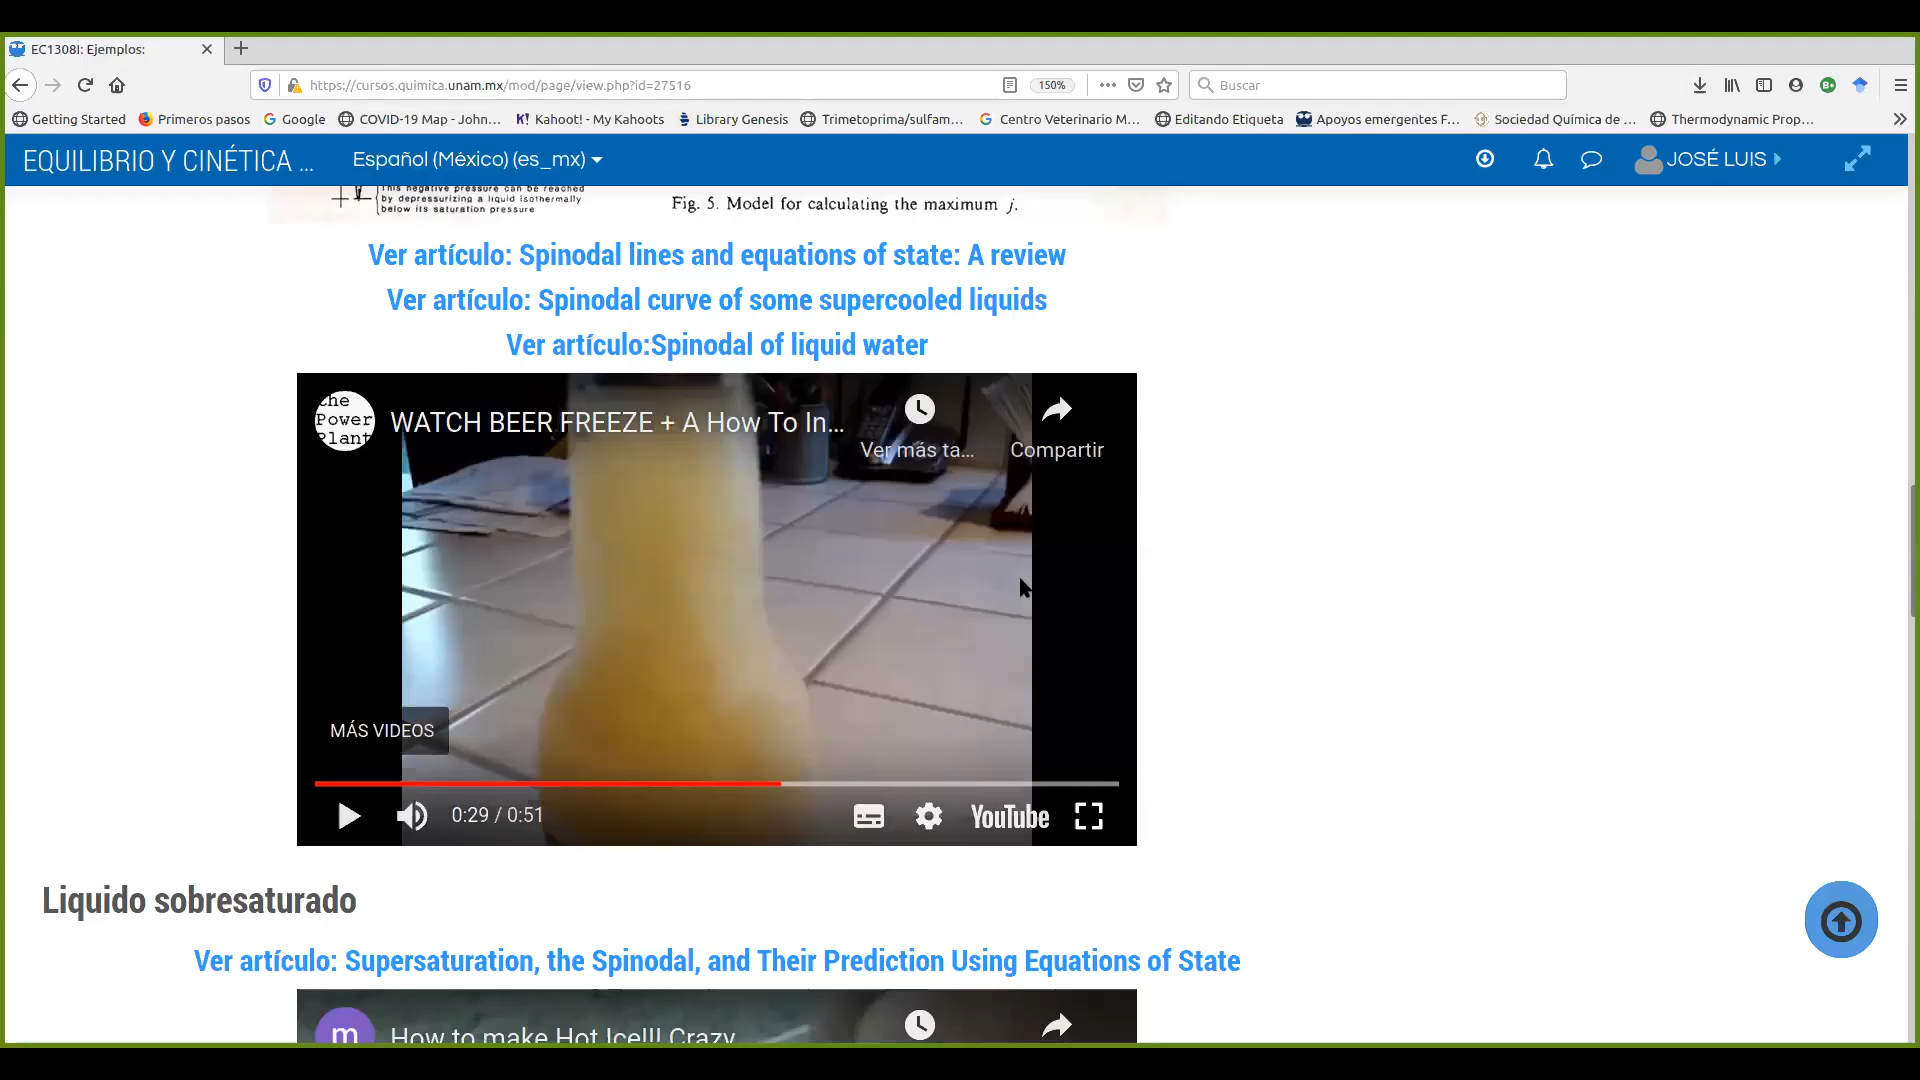 EC1308I: Ejemplos:
https://cursos.quimica.unam.mx/mod/page/view.php?id=27516
150%
Buscar
Getting Started
Primeros pasos
Google
COVID-19 Map - John...
Kahoot! - My Kahoots
Library Genesis
Trimetoprima/sulfam...
Centro Veterinario M...
Editando Etiqueta
Apoyos emergentes F...
Sociedad Química de ...
Thermodynamic Prop...
EQUILIBRIO Y CINÉTICA ...
Español (México) (es_mx)
JOSÉ LUIS
This negative pressure can be reached
by depressurizing a liquid isothermally
below its saturation pressure
Fig. 5. Model for calculating the maximum j.
Ver artículo: Spinodal lines and equations of state: A review
Ver artículo: Spinodal curve of some supercooled liquids
Ver artículo:Spinodal of liquid water
the
Power
Plant
WATCH BEER FREEZE + A How To In...
Ver más ta...
Compartir
MÁS VIDEOS
0:29 / 0:51
YouTube
Liquido sobresaturado
Ver artículo: Supersaturation, the Spinodal, and Their Prediction Using Equations of State
m
How to make Hot Ice!!! Crazy